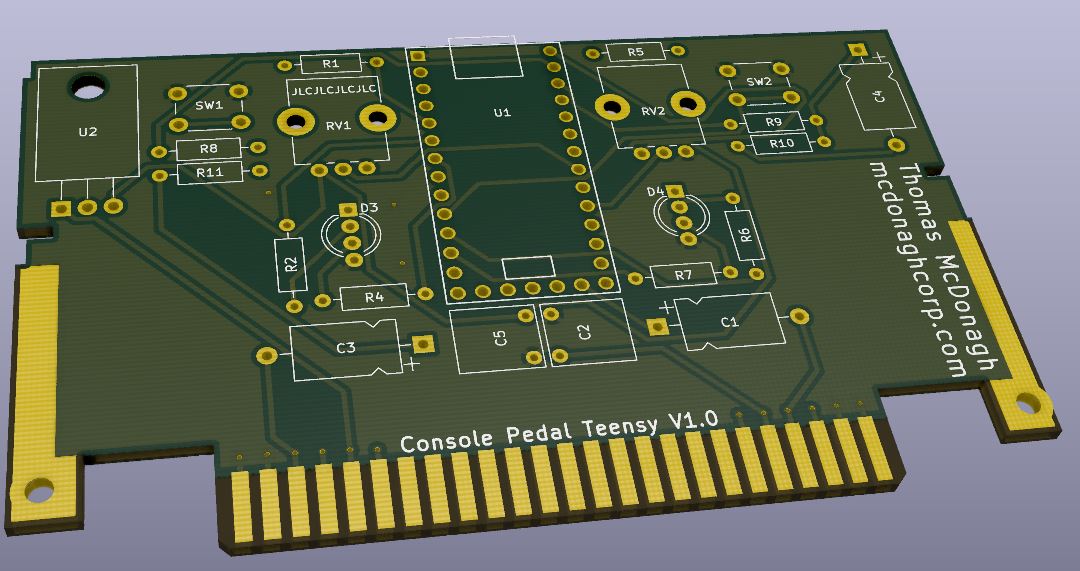 R1
U1
R5
SW2
C4
U2
SW1
JLCJLCJLCJLC
RV1
RV2
R9
R10
R8
R11
D3
D4
R2
R4
R7
R6
C3
C5
C2
C1
Thomas McDonagh
mcdonaghcorp.com
Console Pedal Teensy V1.0